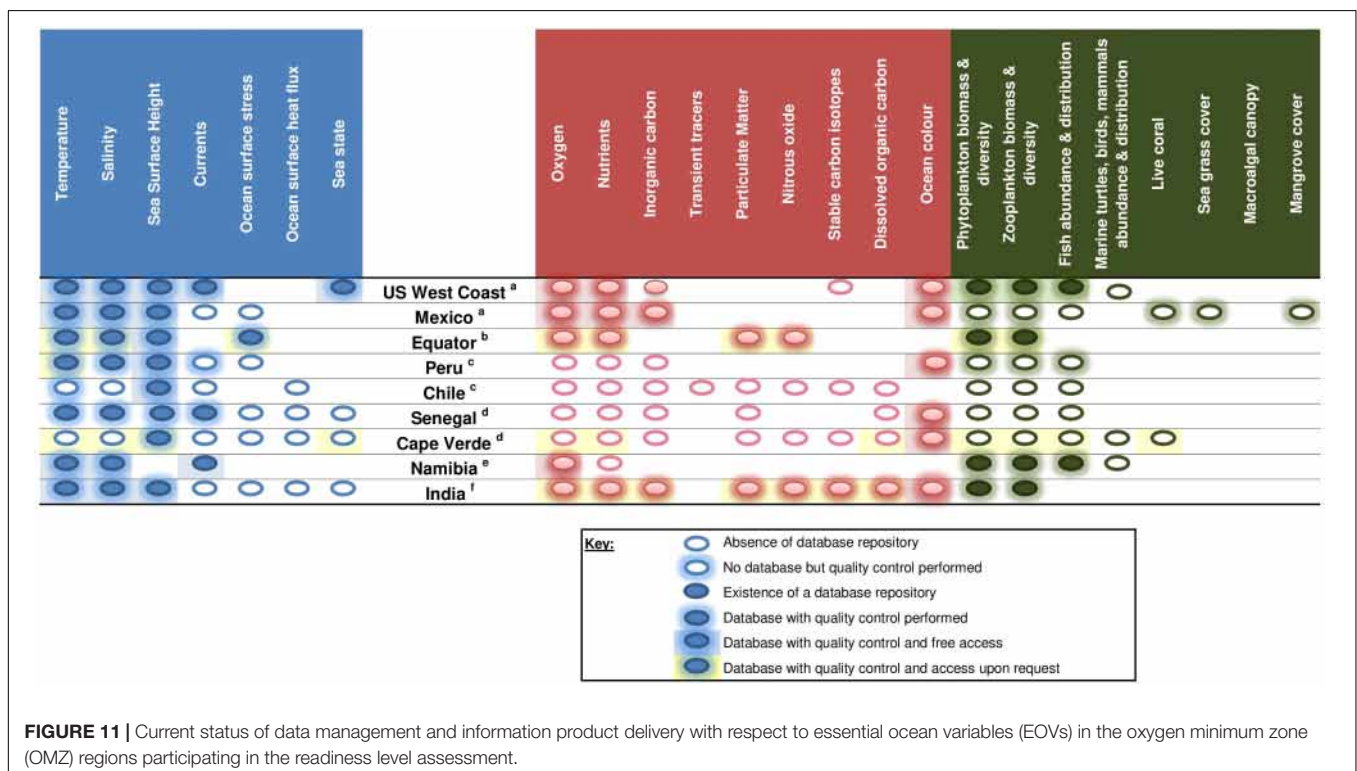 Temperature
Salinity
Sea Surface Height
Currents
Ocean surface stress
Ocean surface heat flux
Sea state
Oxygen
Nutrients
Inorganic carbon
Transient tracers
Particulate Matter
Nitrous oxide
Stable carbon isotopes
Dissolved organic carbon
Ocean colour
Phytoplankton biomass &
diversity
Zooplankton biomass &
diversity
Fish abundance & distribution
Marine turtles, birds, mammals
abundance & distribution
Live coral
Sea grass cover
Macroalgal canopy
Mangrove cover
US West Coast a
Mexico a
Equator b
Peru c
Chile c
Senegal d
Cape Verde d
Namibia e
India f
Key:
Absence of database repository
No database but quality control performed
Existence of a database repository
Database with quality control performed
Database with quality control and free access
Database with quality control and access upon request
FIGURE 11 | Current status of data management and information product delivery with respect to essential ocean variables (EOVs) in the oxygen minimum zone
(OMZ) regions participating in the readiness level assessment.